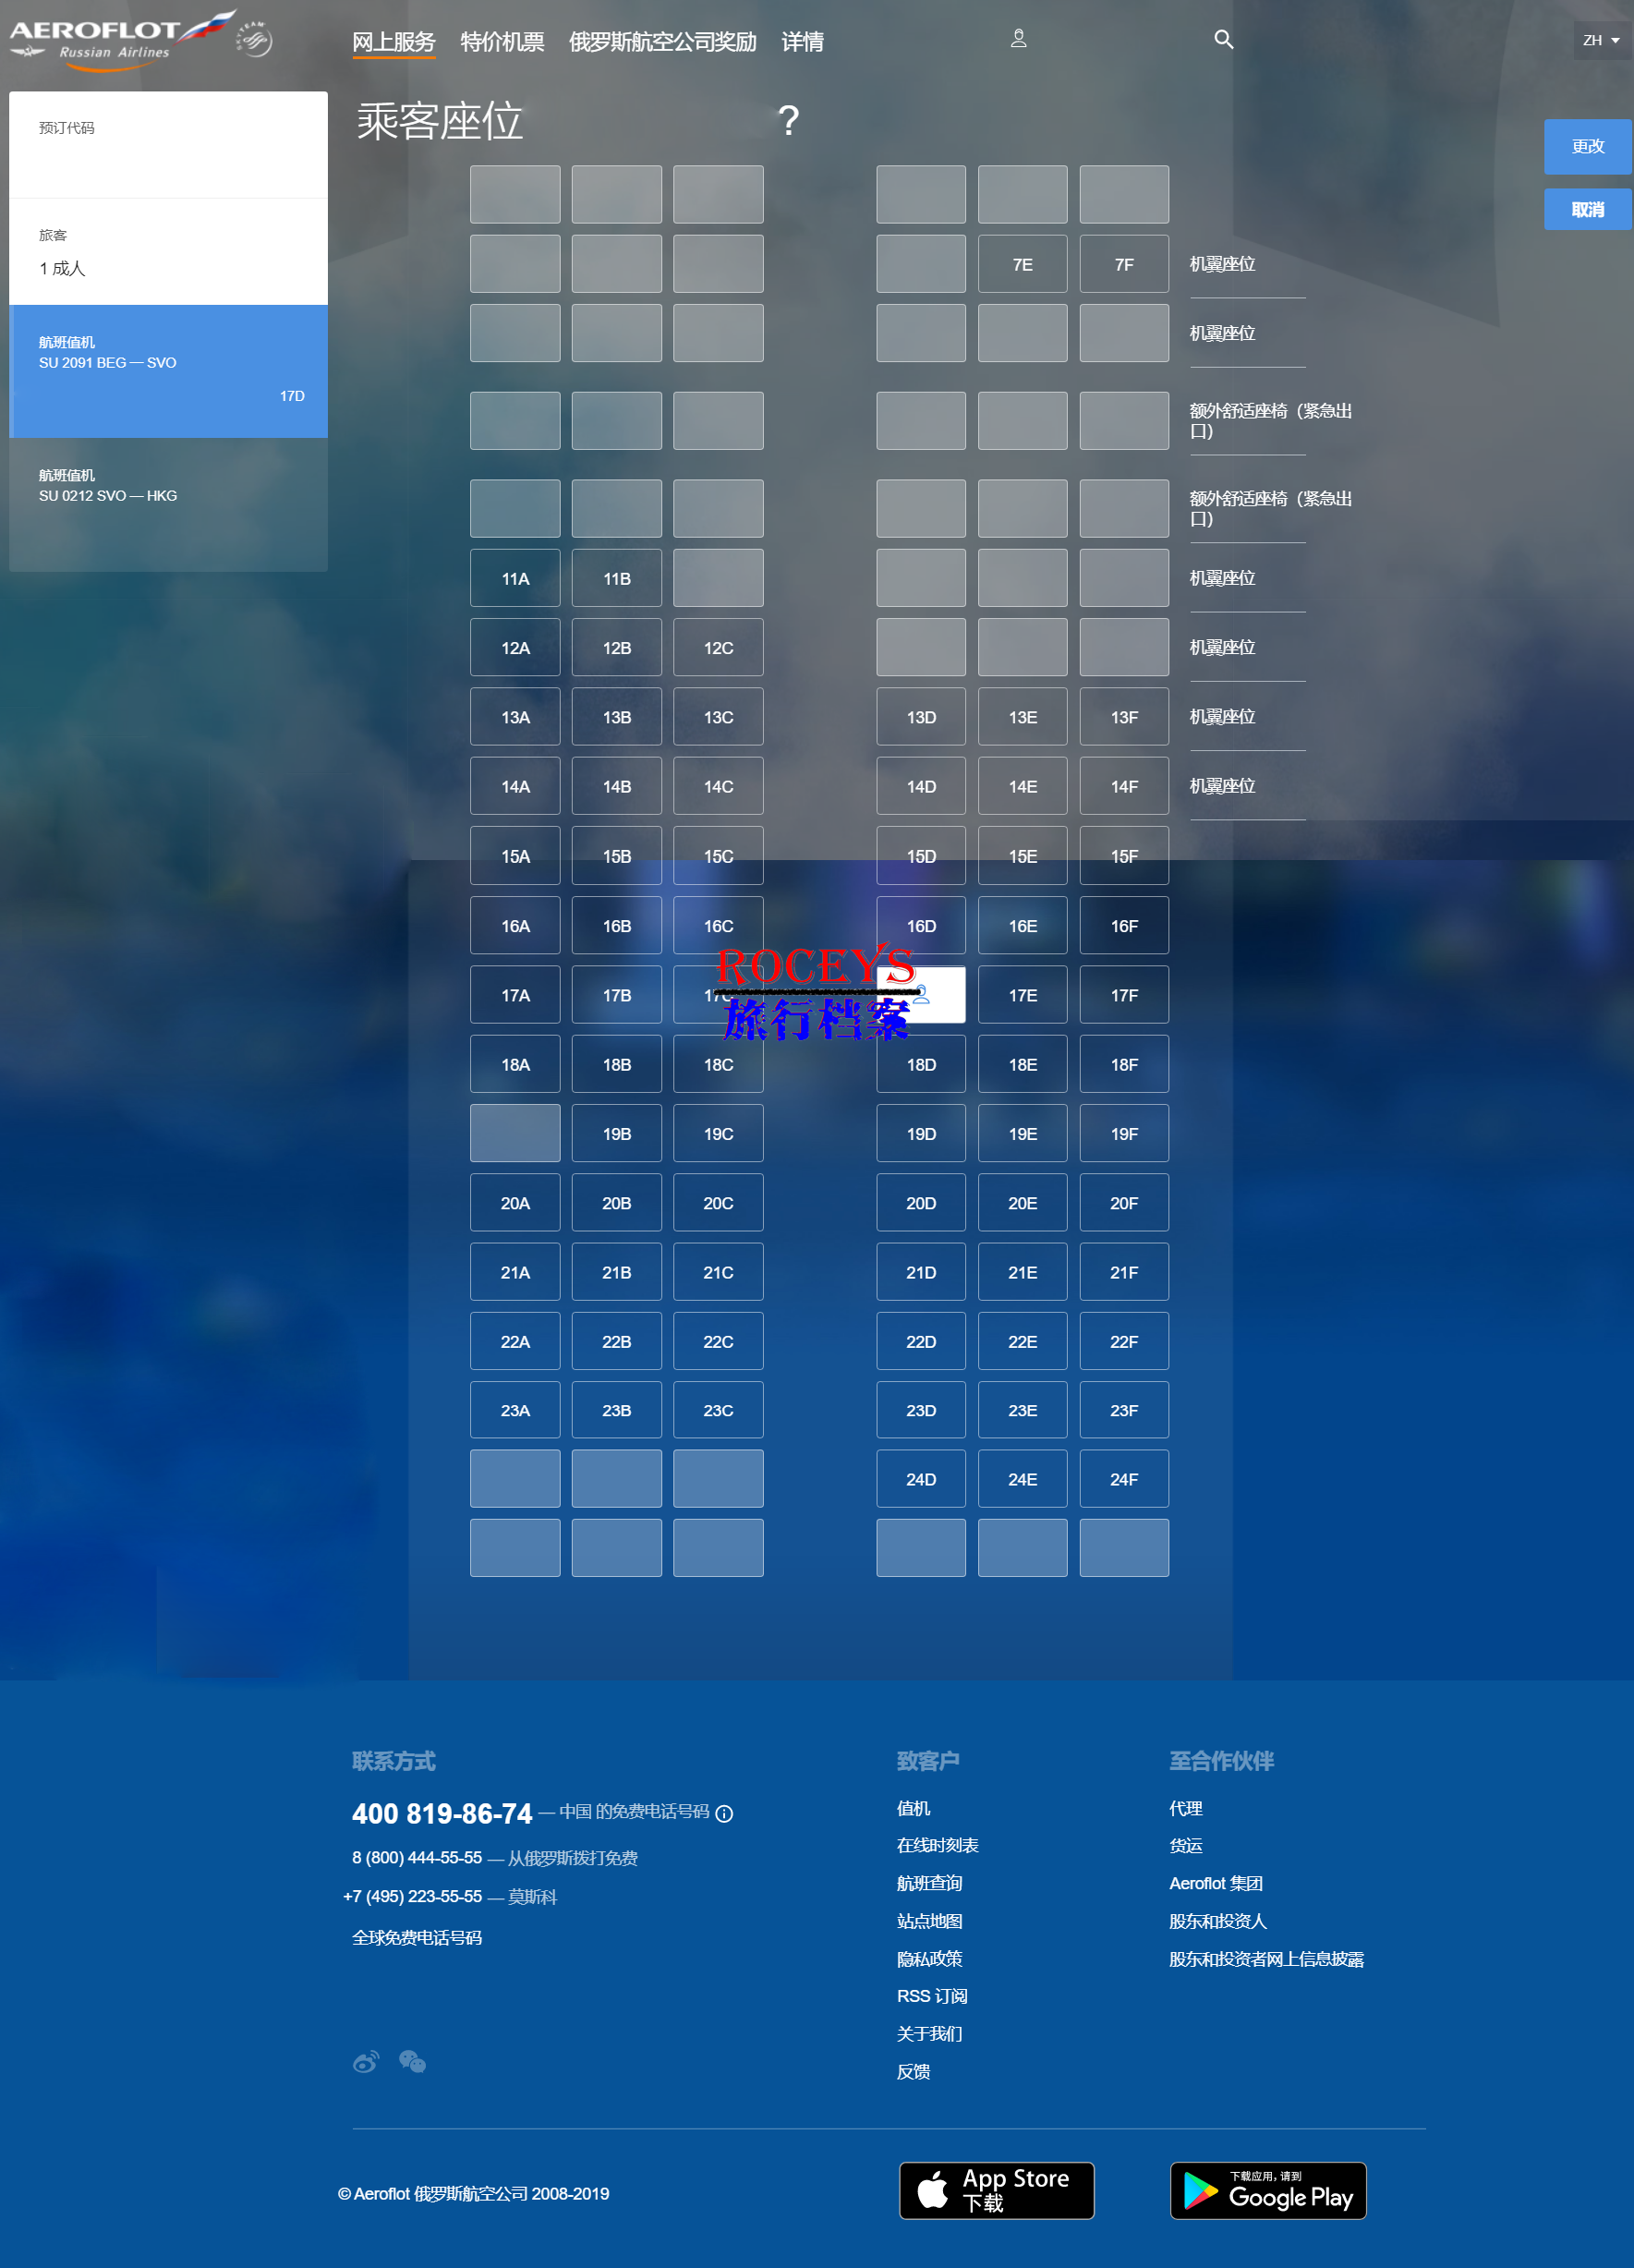 AEROFLOT
Russian Airlines
SKYTEAM
网上服务 特价机票 俄罗斯航空公司奖励 详情
ZH
预订代码
旅客
1 成人
航班值机
SU 2091 BEG — SVO
17D
航班值机
SU 0212 SVO — HKG
乘客座位 ?
更改
取消
7E 7F 机翼座位
机翼座位
额外舒适座椅（紧急出
口）
额外舒适座椅（紧急出
口）
11A 11B 机翼座位
12A 12B 12C 机翼座位
13A 13B 13C 13D 13E 13F 机翼座位
14A 14B 14C 14D 14E 14F 机翼座位
15A 15B 15C 15D 15E 15F
16A 16B 16C 16D 16E 16F
ROCEY'S
17A 17B 17C 17E 17F
旅行档案
18A 18B 18C 18D 18E 18F
19B 19C 19D 19E 19F
20A 20B 20C 20D 20E 20F
21A 21B 21C 21D 21E 21F
22A 22B 22C 22D 22E 22F
23A 23B 23C 23D 23E 23F
24D 24E 24F
联系方式
400 819-86-74 — 中国 的免费电话号码
8 (800) 444-55-55 — 从俄罗斯拨打免费
+7 (495) 223-55-55 — 莫斯科
全球免费电话号码
致客户
值机
在线时刻表
航班查询
站点地图
隐私政策
RSS 订阅
关于我们
反馈
至合作伙伴
代理
货运
Aeroflot 集团
股东和投资人
股东和投资者网上信息披露
© Aeroflot 俄罗斯航空公司 2008-2019
App Store
下载
下载应用，请到
Google Play